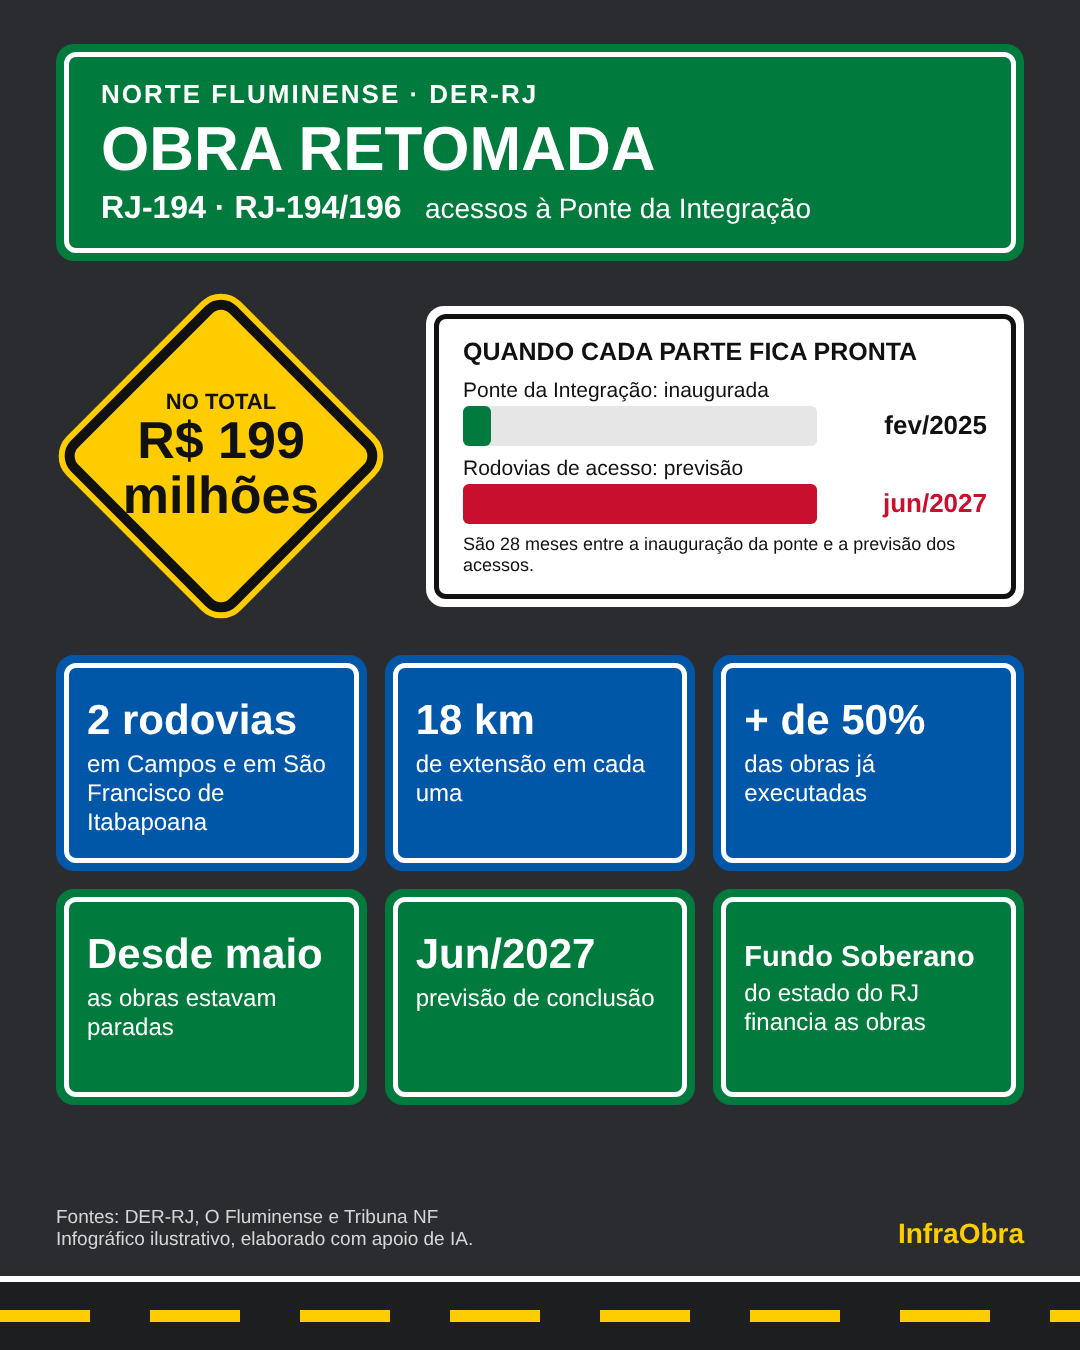 NORTE FLUMINENSE · DER-RJ
OBRA RETOMADA
RJ-194 · RJ-194/196 acessos à Ponte da Integração
NO TOTAL
R$ 199
milhões
QUANDO CADA PARTE FICA PRONTA
Ponte da Integração: inaugurada
fev/2025
Rodovias de acesso: previsão
jun/2027
São 28 meses entre a inauguração da ponte e a previsão dos
acessos.
2 rodovias
em Campos e em São
Francisco de
Itabapoana
18 km
de extensão em cada
uma
+ de 50%
das obras já
executadas
Desde maio
as obras estavam
paradas
Jun/2027
previsão de conclusão
Fundo Soberano
do estado do RJ
financia as obras
Fontes: DER-RJ, O Fluminense e Tribuna NF
Infográfico ilustrativo, elaborado com apoio de IA.
InfraObra